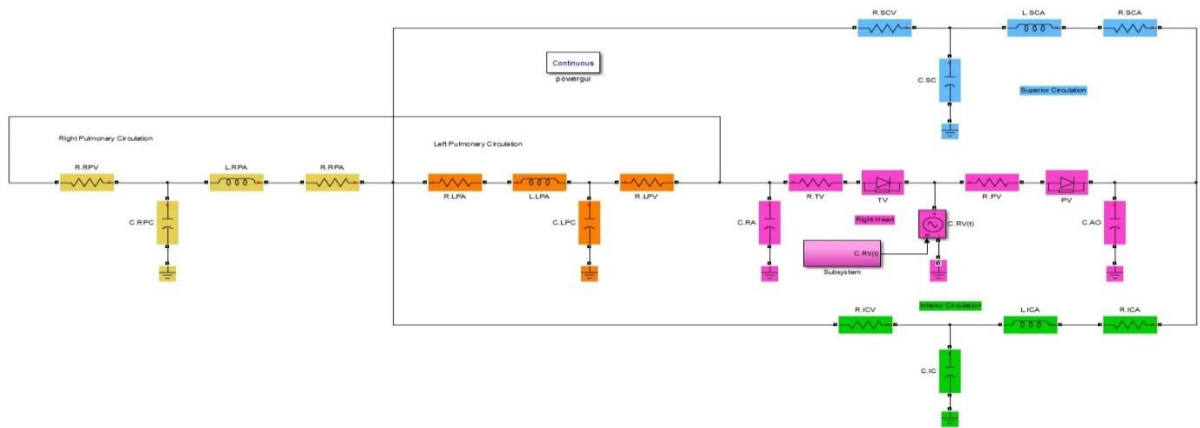 R.SCV
L.SCA
R.SCA
Continuous
powergui
C.SC
Superior Circulation
Right Pulmonary Circulation
Left Pulmonary Circulation
R.RPV
L.RPA
R.RPA
R.LPA
L.LPA
R.LPV
R.TV
TV
R.PV
PV
C.RPC
C.LPC
C.RA
Right Heart
C.RV(t)
C.AO
C.RV(t)
Subsystem
Inferior Circulation
R.ICV
L.ICA
R.ICA
C.IC